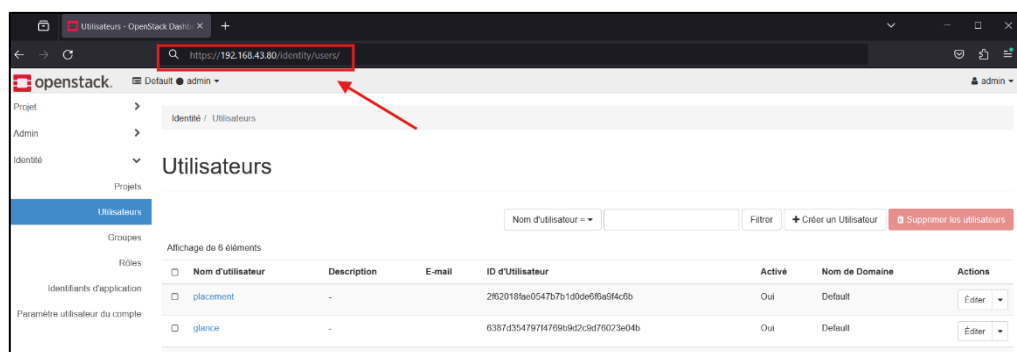 Utilisateurs - OpenStack Dashb
https://192.168.43.80/identity/users/
openstack. Default admin admin
Projet
Admin
Identité
Projets
Utilisateurs
Groupes
Rôles
Identifiants d'application
Paramètre utilisateur du compte
Identité / Utilisateurs
Utilisateurs
Nom d'utilisateur = Filtrer + Créer un Utilisateur Supprimer les utilisateurs
Affichage de 6 éléments
Nom d'utilisateur Description E-mail ID d'Utilisateur Activé Nom de Domaine Actions
placement - Oui Default Éditer
glance - Oui Default Éditer